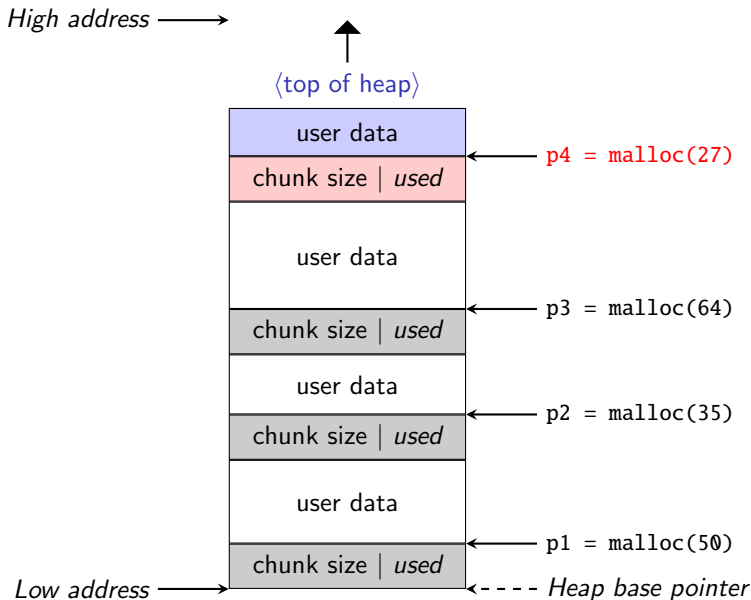 High address
⟨top of heap⟩
user data
p4 = malloc(27)
chunk size | used
user data
p3 = malloc(64)
chunk size | used
user data
p2 = malloc(35)
chunk size | used
user data
p1 = malloc(50)
chunk size | used
Low address
Heap base pointer